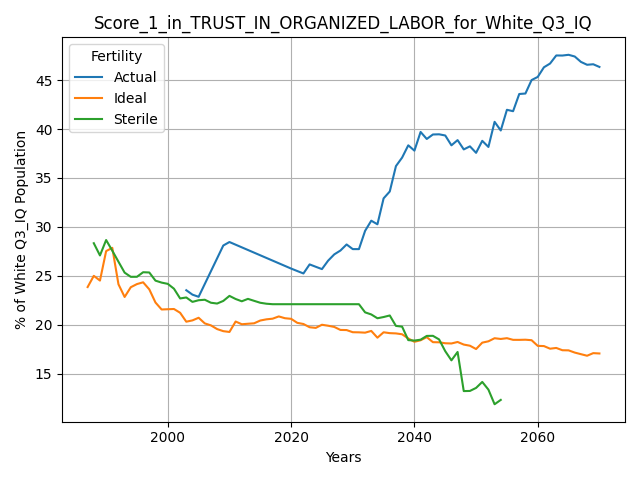 Score_1_in_TRUST_IN_ORGANIZED_LABOR_for_White_Q3_IQ
Fertility
Actual
Ideal
Sterile
% of White Q3_IQ Population
45
40
35
30
25
20
15
2000
2020
2040
2060
Years